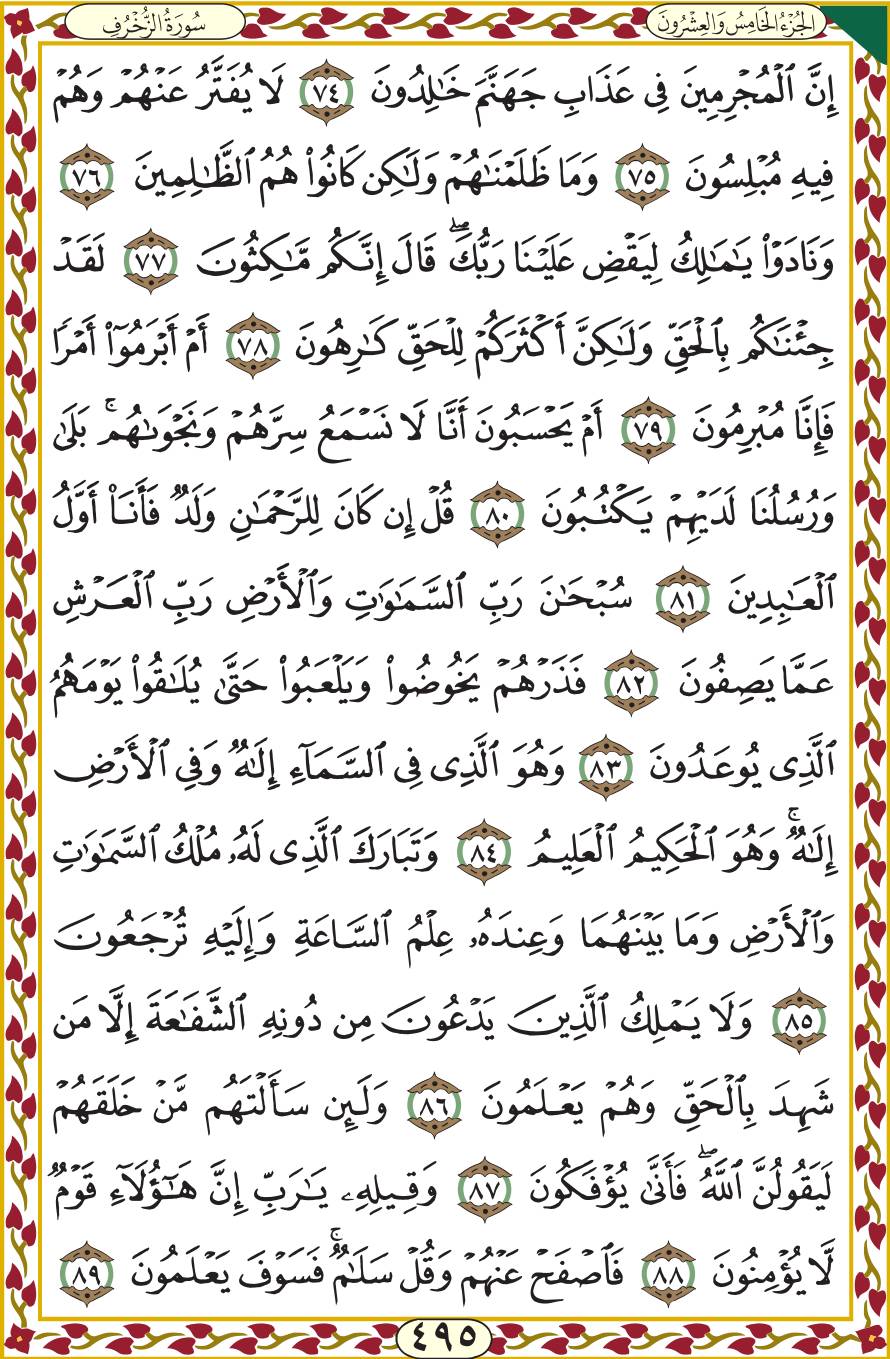 الجُزْءُ الخَامِسُ وَالعِشْرُونَ
سُورَةُ الزُّخْرُفِ
إِنَّ ٱلْمُجْرِمِينَ فِى عَذَابِ جَهَنَّمَ خَـٰلِدُونَ ﴿٧٤﴾ لَا يُفَتَّرُ عَنْهُمْ وَهُمْ
فِيهِ مُبْلِسُونَ ﴿٧٥﴾ وَمَا ظَلَمْنَـٰهُمْ وَلَـٰكِن كَانُوا۟ هُمُ ٱلظَّـٰلِمِينَ ﴿٧٦﴾
وَنَادَوْا۟ يَـٰمَـٰلِكُ لِيَقْضِ عَلَيْنَا رَبُّكَ ۖ قَالَ إِنَّكُم مَّـٰكِثُونَ ﴿٧٧﴾ لَقَدْ
جِئْنَـٰكُم بِٱلْحَقِّ وَلَـٰكِنَّ أَكْثَرَكُمْ لِلْحَقِّ كَـٰرِهُونَ ﴿٧٨﴾ أَمْ أَبْرَمُوٓا۟ أَمْرًا
فَإِنَّا مُبْرِمُونَ ﴿٧٩﴾ أَمْ يَحْسَبُونَ أَنَّا لَا نَسْمَعُ سِرَّهُمْ وَنَجْوَىٰهُم ۚ بَلَىٰ
وَرُسُلُنَا لَدَيْهِمْ يَكْتُبُونَ ﴿٨٠﴾ قُلْ إِن كَانَ لِلرَّحْمَـٰنِ وَلَدٌ فَأَنَا۠ أَوَّلُ
ٱلْعَـٰبِدِينَ ﴿٨١﴾ سُبْحَـٰنَ رَبِّ ٱلسَّمَـٰوَٰتِ وَٱلْأَرْضِ رَبِّ ٱلْعَرْشِ
عَمَّا يَصِفُونَ ﴿٨٢﴾ فَذَرْهُمْ يَخُوضُوا۟ وَيَلْعَبُوا۟ حَتَّىٰ يُلَـٰقُوا۟ يَوْمَهُمُ
ٱلَّذِى يُوعَدُونَ ﴿٨٣﴾ وَهُوَ ٱلَّذِى فِى ٱلسَّمَآءِ إِلَـٰهٌ وَفِى ٱلْأَرْضِ
إِلَـٰهٌ ۚ وَهُوَ ٱلْحَكِيمُ ٱلْعَلِيمُ ﴿٨٤﴾ وَتَبَارَكَ ٱلَّذِى لَهُۥ مُلْكُ ٱلسَّمَـٰوَٰتِ
وَٱلْأَرْضِ وَمَا بَيْنَهُمَا وَعِندَهُۥ عِلْمُ ٱلسَّاعَةِ وَإِلَيْهِ تُرْجَعُونَ
﴿٨٥﴾ وَلَا يَمْلِكُ ٱلَّذِينَ يَدْعُونَ مِن دُونِهِ ٱلشَّفَـٰعَةَ إِلَّا مَن
شَهِدَ بِٱلْحَقِّ وَهُمْ يَعْلَمُونَ ﴿٨٦﴾ وَلَئِن سَأَلْتَهُم مَّنْ خَلَقَهُمْ
لَيَقُولُنَّ ٱللَّهُ ۖ فَأَنَّىٰ يُؤْفَكُونَ ﴿٨٧﴾ وَقِيلِهِۦ يَـٰرَبِّ إِنَّ هَـٰٓؤُلَآءِ قَوْمٌ
لَّا يُؤْمِنُونَ ﴿٨٨﴾ فَٱصْفَحْ عَنْهُمْ وَقُلْ سَلَـٰمٌ ۚ فَسَوْفَ يَعْلَمُونَ ﴿٨٩﴾
٤٩٥